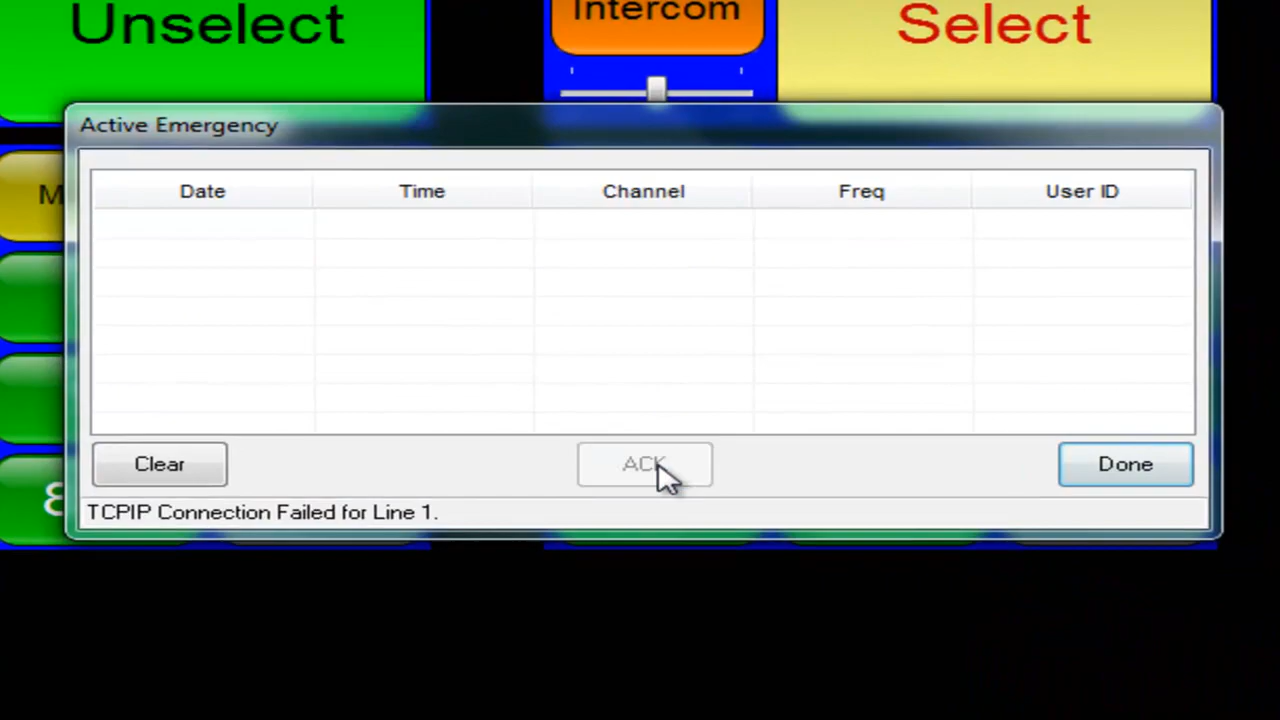 Unselect
Intercom
Select
Active Emergency
Date Time Channel Freq User ID
M
8
Clear ACK Done
TCPIP Connection Failed for Line 1.